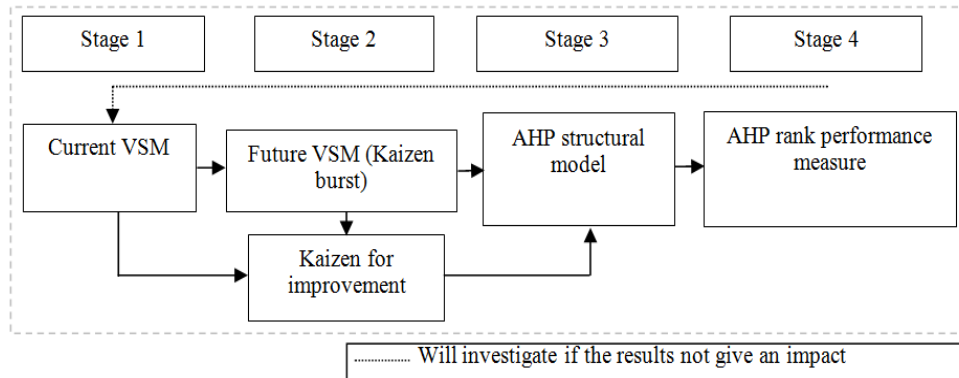 Stage 1
Stage 2
Stage 3
Stage 4
Current VSM
Future VSM (Kaizen
burst)
AHP structural
model
AHP rank performance
measure
Kaizen for
improvement
Will investigate if the results not give an impact